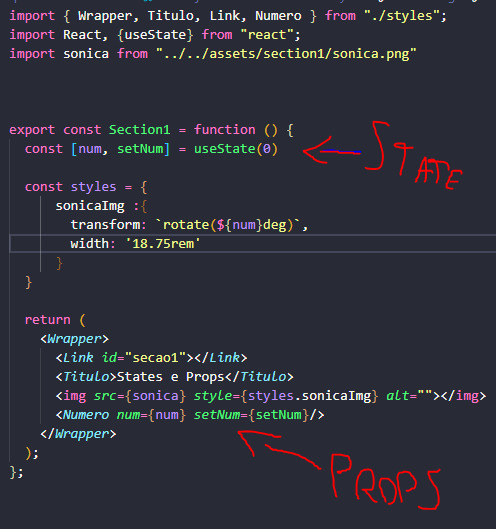 import { Wrapper, Titulo, Link, Numero } from "./styles";
import React, {useState} from "react";
import sonica from "../../assets/section1/sonica.png"
export const Section1 = function () {
const [num, setNum] = useState(0)
STATE
const styles = {
sonicaImg :{
transform: `rotate(${num}deg)`,
width: '18.75rem'
}
}
return (
<Wrapper>
<Link id="secao1"></Link>
<Titulo>States e Props</Titulo>
<img src={sonica} style={styles.sonicaImg} alt=""></img>
<Numero num={num} setNum={setNum}/>
</Wrapper>
);
PROPS
};